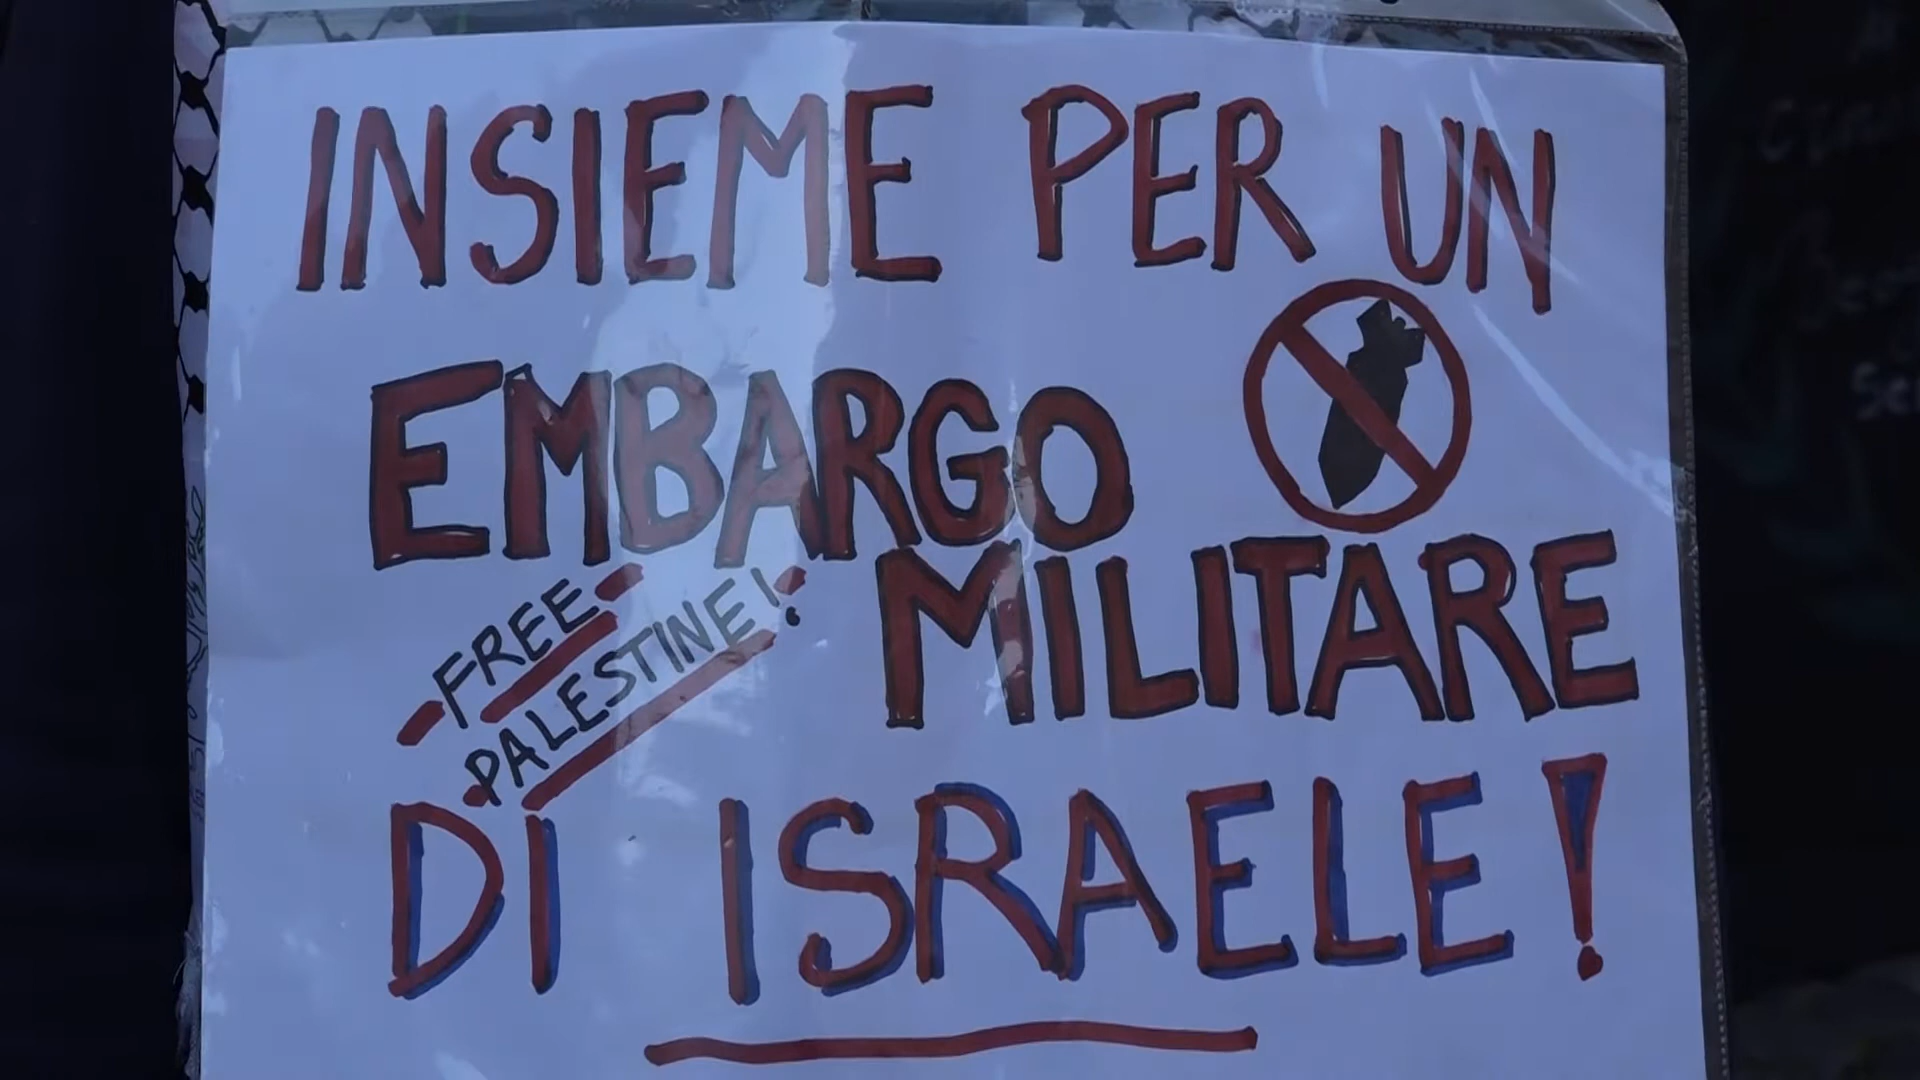 INSIEME PER UN
EMBARGO
MILITARE
FREE
PALESTINE!
DI ISRAELE!